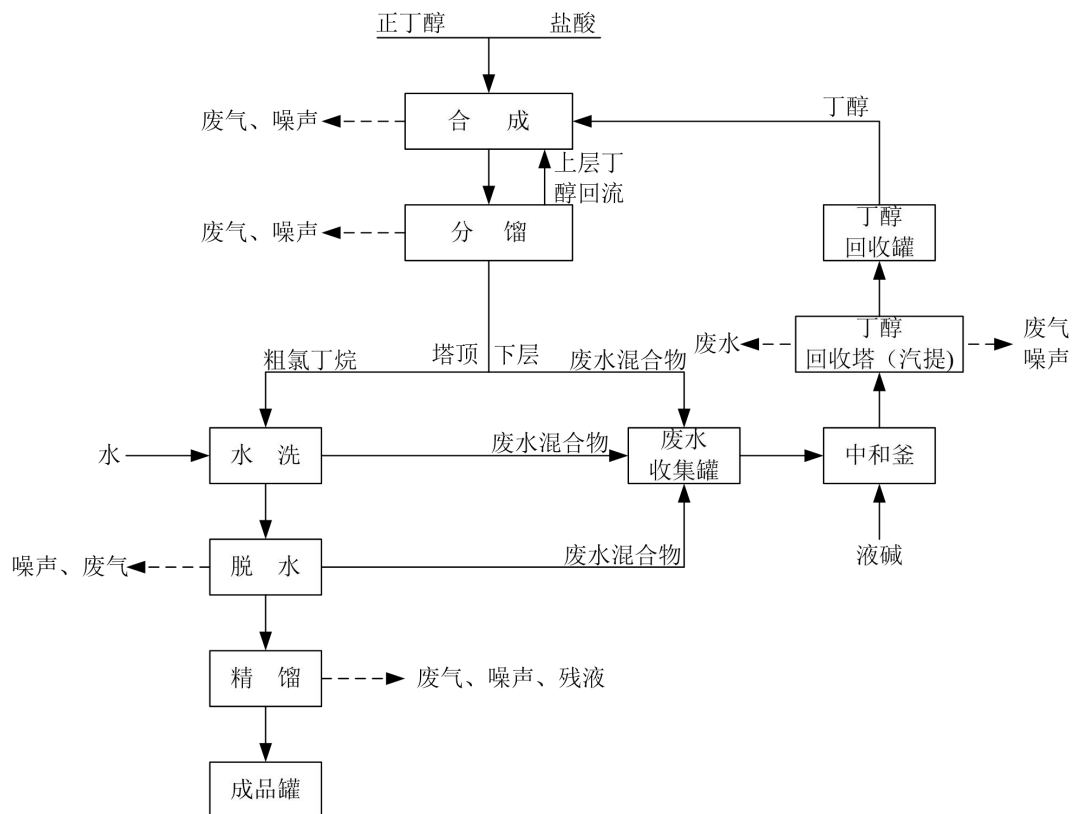 正丁醇
盐酸
废气、噪声
合 成
丁醇
上层丁
醇回流
废气、噪声
分 馏
丁醇
回收罐
废水
丁醇
回收塔（汽提)
废气
噪声
粗氯丁烷
塔顶
下层
废水混合物
水
水 洗
废水混合物
废水
收集罐
中和釜
噪声、废气
脱 水
废水混合物
液碱
精 馏
废气、噪声、残液
成品罐